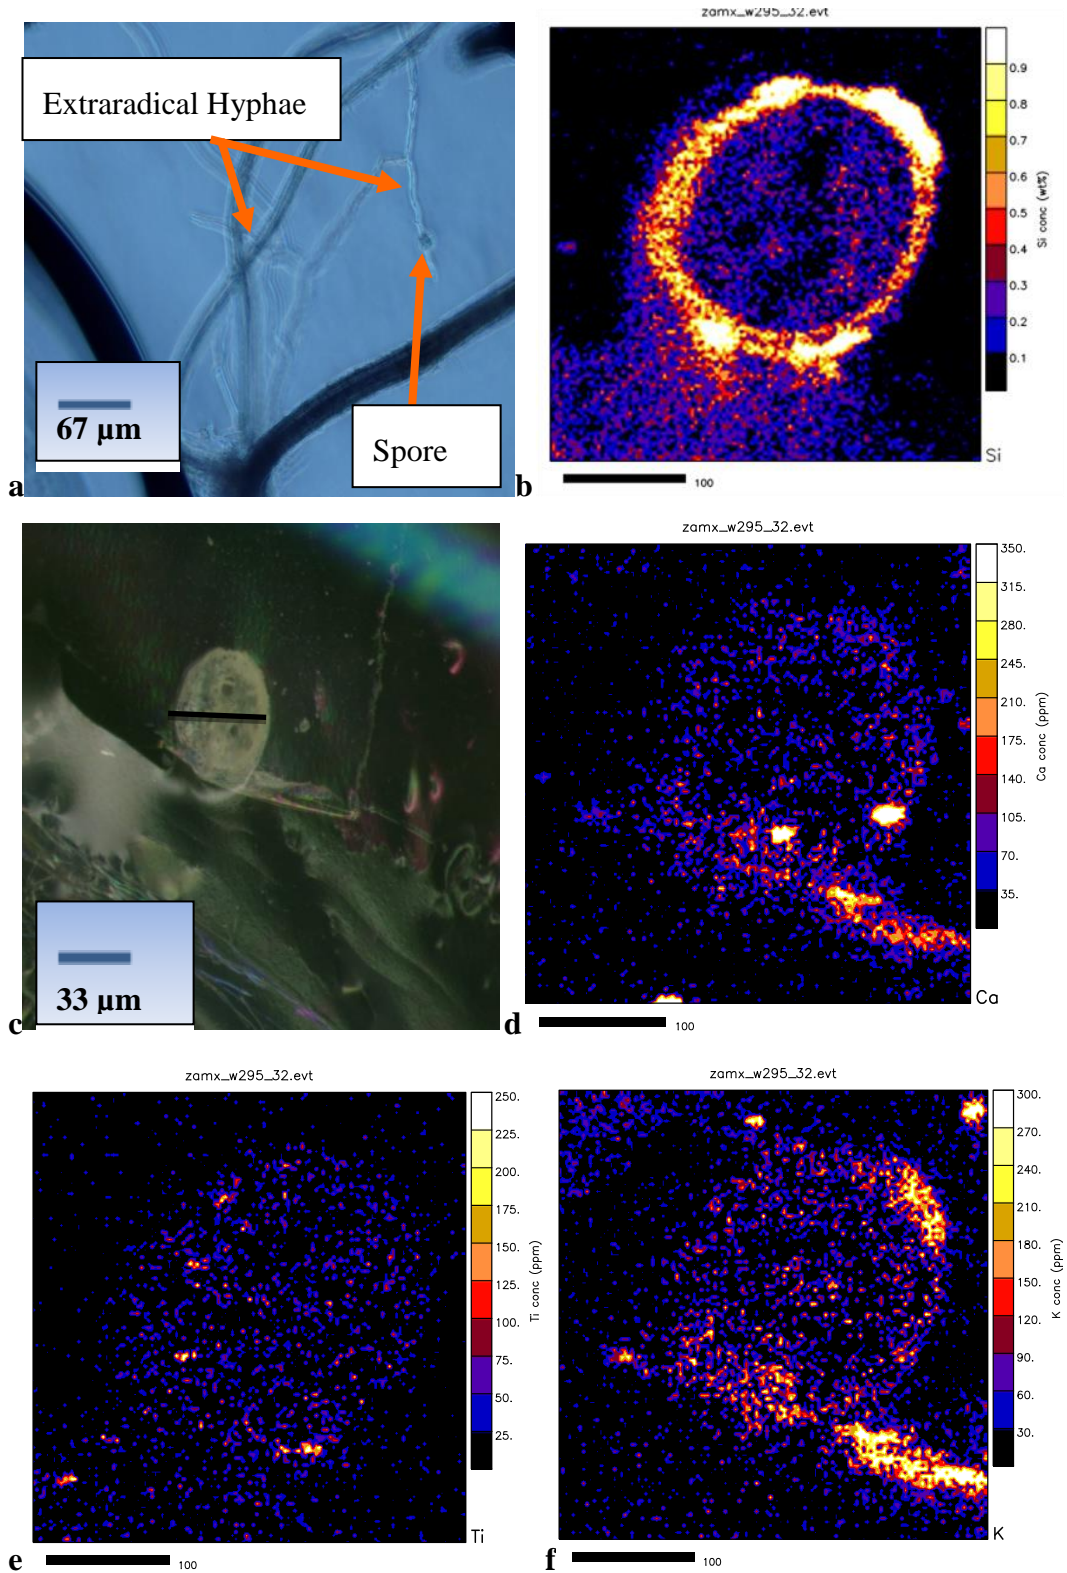 Extraradical Hyphae
67 µm
Spore
a
zamx_w295_32.evt
0.9
0.8
0.7
0.6
0.5
0.4
0.3
0.2
0.1
Si conc (wt%)
Si
100
b
33 µm
c
zamx_w295_32.evt
350.
315.
280.
245.
210.
175.
140.
105.
70.
35.
Ca conc (ppm)
Ca
100
d
zamx_w295_32.evt
250.
225.
200.
175.
150.
125.
100.
75.
50.
25.
Ti conc (ppm)
Ti
100
e
zamx_w295_32.evt
300.
270.
240.
210.
180.
150.
120.
90.
60.
30.
K conc (ppm)
K
100
f